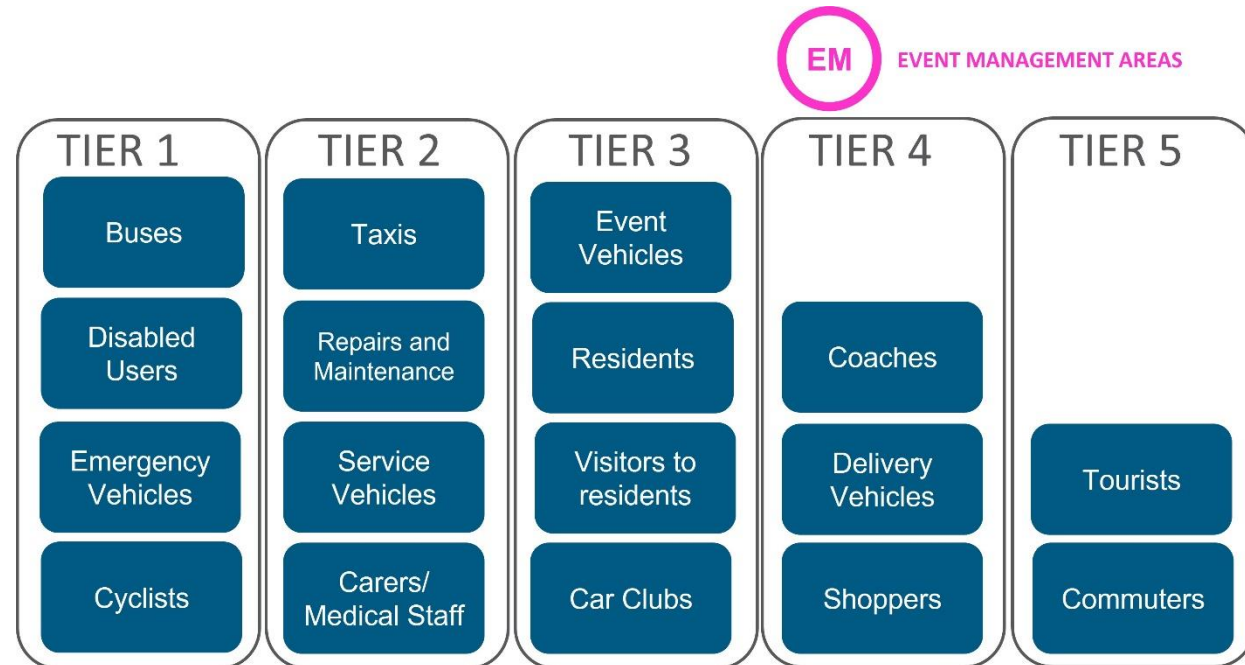 EM
EVENT MANAGEMENT AREAS
TIER 1
Buses
Disabled
Users
Emergency
Vehicles
Cyclists
TIER 2
Taxis
Repairs and
Maintenance
Service
Vehicles
Carers/
Medical Staff
TIER 3
Event
Vehicles
Residents
Visitors to
residents
Car Clubs
TIER 4
Coaches
Delivery
Vehicles
Shoppers
TIER 5
Tourists
Commuters